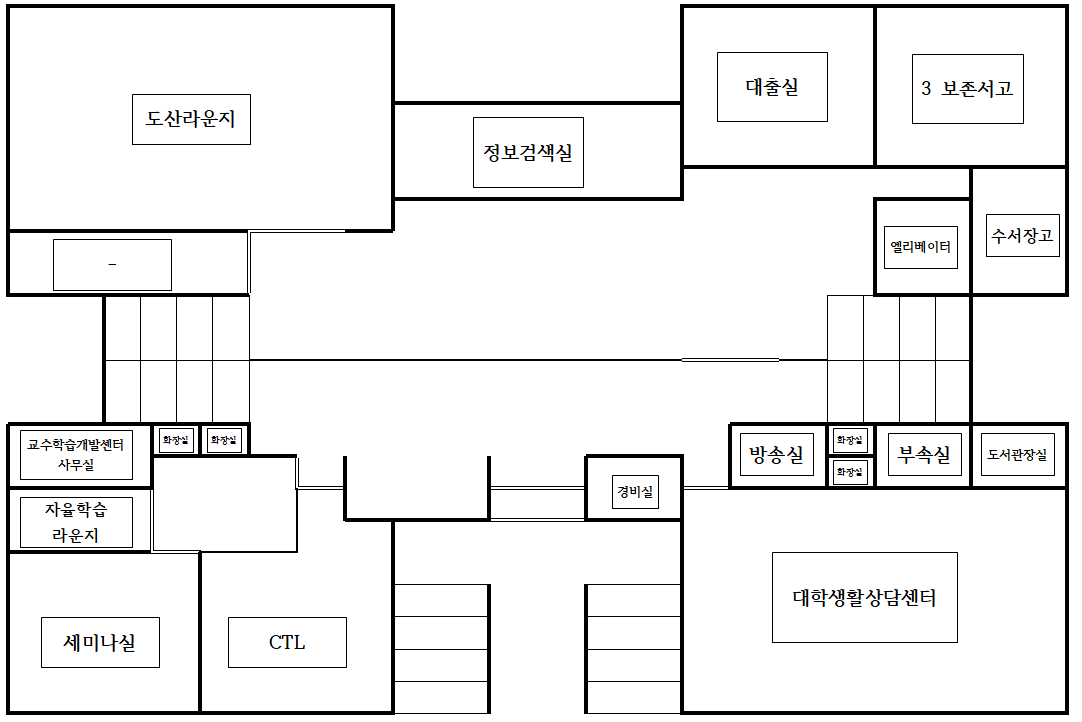 도산라운지
정보검색실
대출실
3 보존서고
-
엘리베이터
수서장고
교수학습개발센터
사무실
화장실
화장실
방송실
화장실
화장실
부속실
도서관장실
자율학습
라운지
경비실
세미나실
CTL
대학생활상담센터